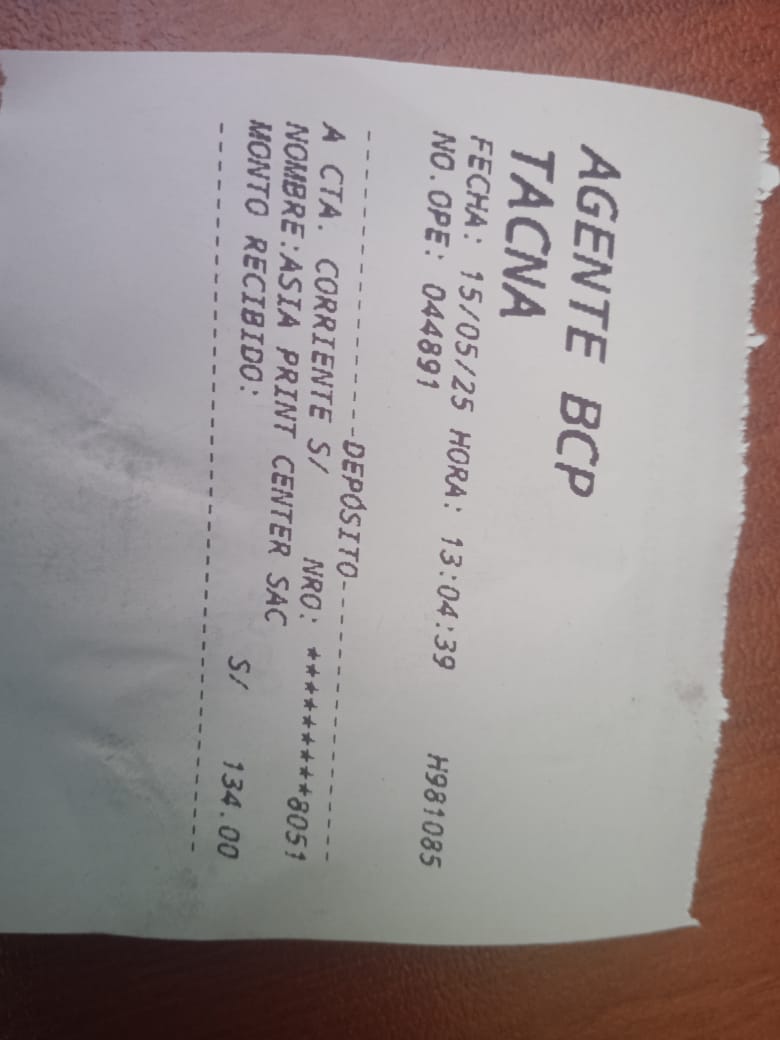 AGENTE BCP
TACNA
FECHA: 15/05/25 HORA: 13:04:39 H981085
NO.OPE: 044891
--------------------DEPÓSITO--------------------
A CTA. CORRIENTE S/ NRO: *********8051
NOMBRE:ASIA PRINT CENTER SAC
MONTO RECIBIDO: S/ 134.00
------------------------------------------------